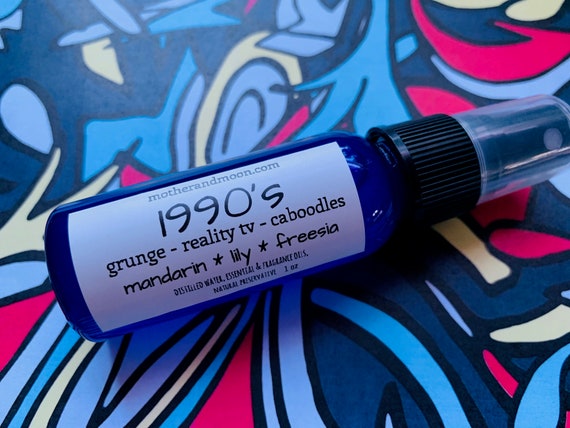 motherandmoon.com
1990's
grunge - reality tv - caboodles
mandarin * lily * freesia
DISTILLED WATER, ESSENTIAL & FRAGRANCE OILS,
NATURAL PRESERVATIVE 1 oz